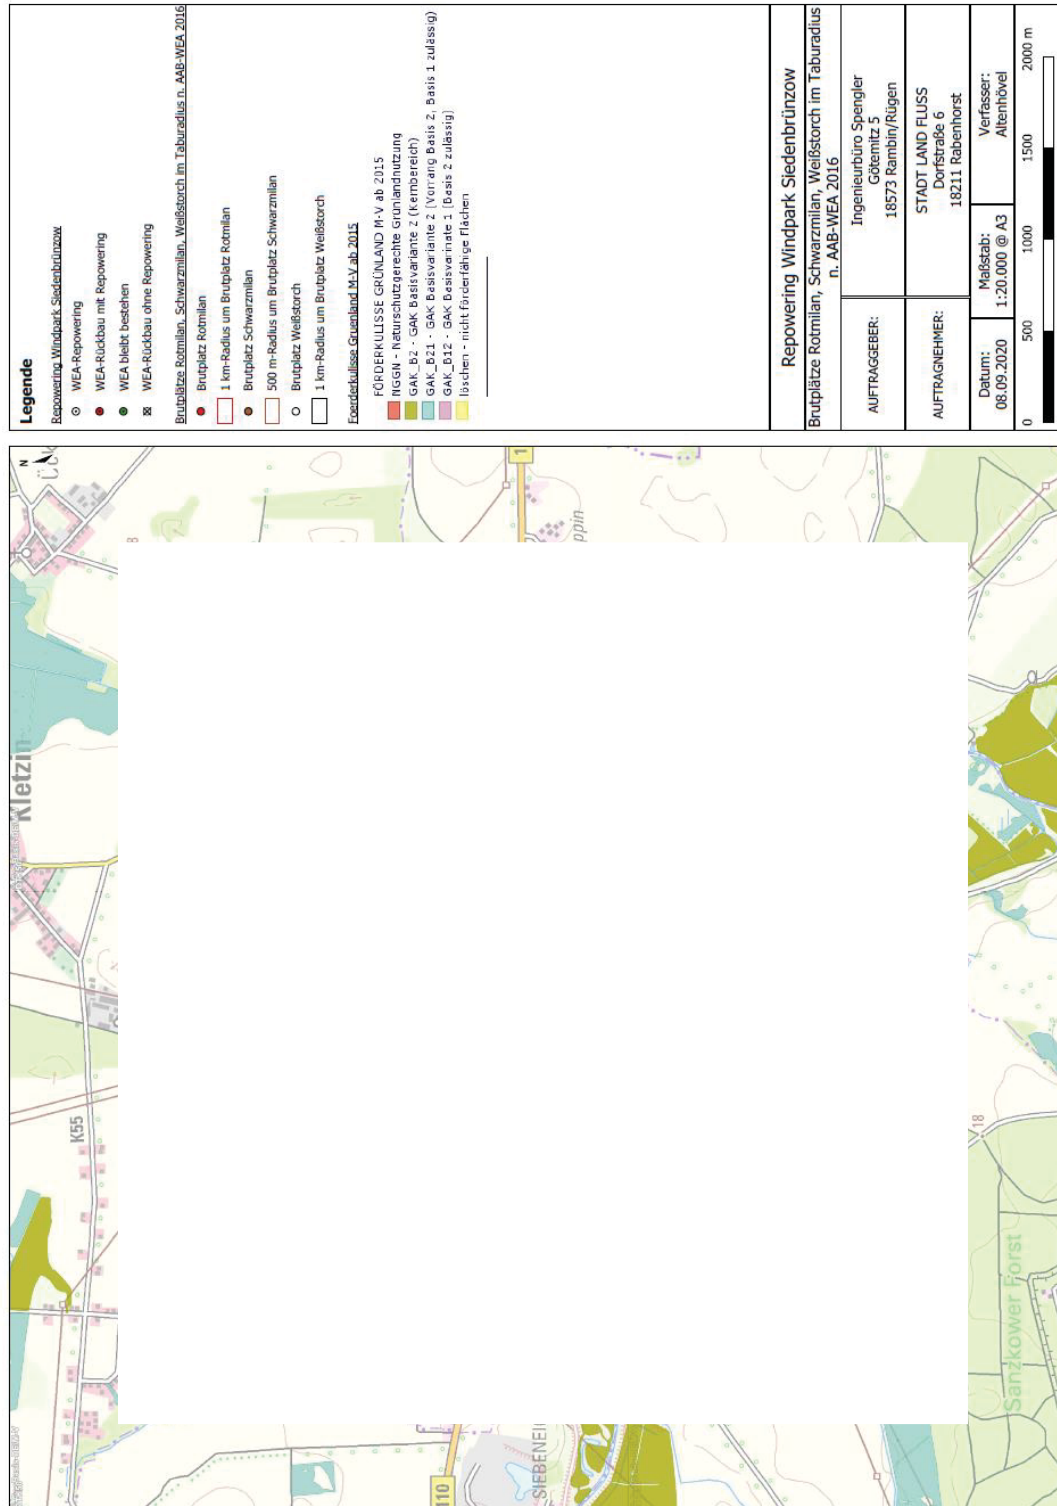 Legende
Repowering Windpark Siedenbrünzow
WEA-Repowering
WEA-Rückbau mit Repowering
WEA bleibt bestehen
WEA-Rückbau ohne Repowering
Brutplätze Rotmilan, Schwarzmilan, Weißstorch im Taburadius n. AAB-WEA 2016
Brutplatz Rotmilan
1 km-Radius um Brutplatz Rotmilan
Brutplatz Schwarzmilan
500 m-Radius um Brutplatz Schwarzmilan
Brutplatz Weißstorch
1 km-Radius um Brutplatz Weißstorch
Foerderkulisse Gruenland M-V ab 2015
FÖRDERKULISSE GRÜNLAND M-V ab 2015
NGGN - Naturschutzgerechte Grünlandnutzung
GAK_B2 - GAK Basisvariante 2 (Kernbereich)
GAK_B21 - GAK Basisvariante 2 (Vorrang Basis 2, Basis 1 zulässig)
GAK_B12 - GAK Basisvarinate 1 (Basis 2 zulässig)
löschen - nicht förderfähige Flächen
Repowering Windpark Siedenbrünzow
Brutplätze Rotmilan, Schwarzmilan, Weißstorch im Taburadius
n. AAB-WEA 2016
AUFTRAGGEBER:
Ingenieurbüro Spengler
Götemitz 5
18573 Rambin/Rügen
AUFTRAGNEHMER:
STADT LAND FLUSS
Dorfstraße 6
18211 Rabenhorst
Datum:
08.09.2020
Maßstab:
1:20.000 @ A3
Verfasser:
Altenhövel
0 500 1000 1500 2000 m
N
Ück
Kletzin
K55
1
ppin
8
110
SIEBENEI
18
Sanzkower Forst